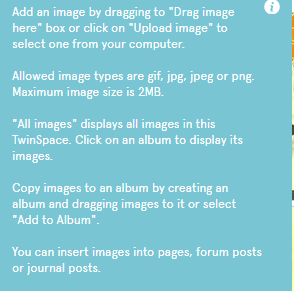 Add an image by dragging to "Drag image
here" box or click on "Upload image" to
select one from your computer.
Allowed image types are gif, jpg, jpeg or png.
Maximum image size is 2MB.
"All images" displays all images in this
TwinSpace. Click on an album to display its
images.
Copy images to an album by creating an
album and dragging images to it or select
"Add to Album".
You can insert images into pages, forum posts
or journal posts.